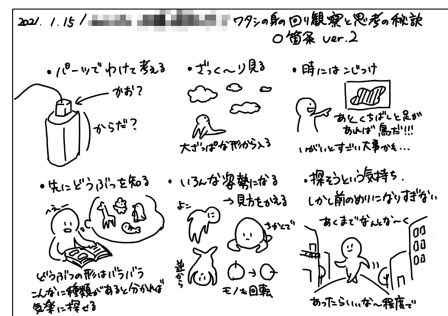 2021. 1.15 /
ワタシの身の回り観察と思考の秘訣
〇箇条 ver.2
・パーツでわけて考える
かお？
からだ？
・ざっく〜り見る
大ざっぱな形から入る
・時にはこじつけ
あとくちばしと足が
あれば鳥だ!!!
いがいとすごい大事かも…
・先にどうぶつを知る
へえー
どうぶつの形はバラバラ
こんなに種類があると分かれば
気楽に探せる
・いろんな姿勢になる
→見方をかえる
よこ
さかだち
逆から
モノも回転
・探そうという気持ち.
しかし前のめりになりすぎない
あくまでなんとな〜く
あったらいいな〜程度で